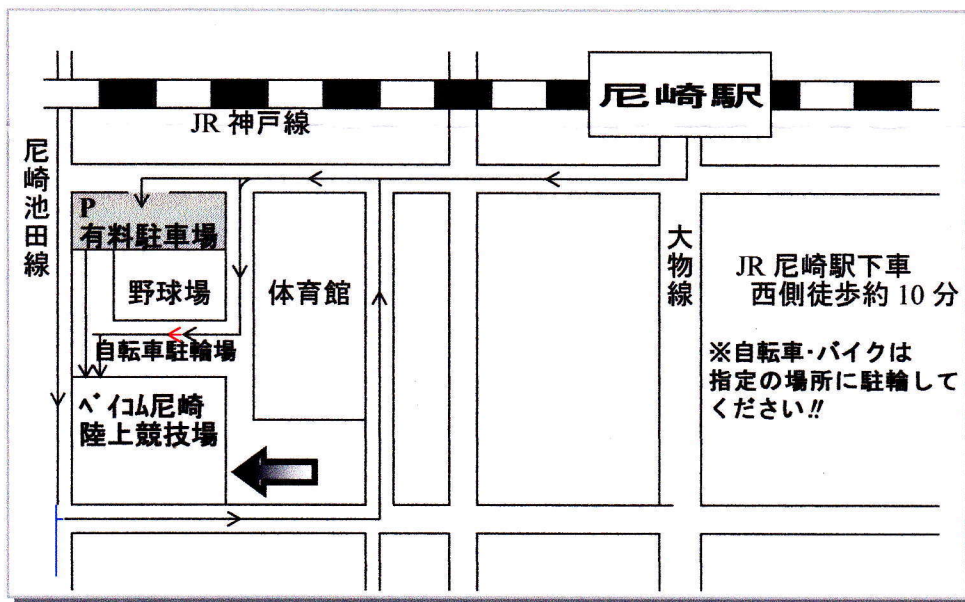 尼崎駅
JR 神戸線
尼崎池田線
P
有料駐車場
野球場
体育館
大物線
JR 尼崎駅下車
西側徒歩約 10 分
自転車駐輪場
※自転車・バイクは
指定の場所に駐輪して
ください!!
ベイコム尼崎
陸上競技場